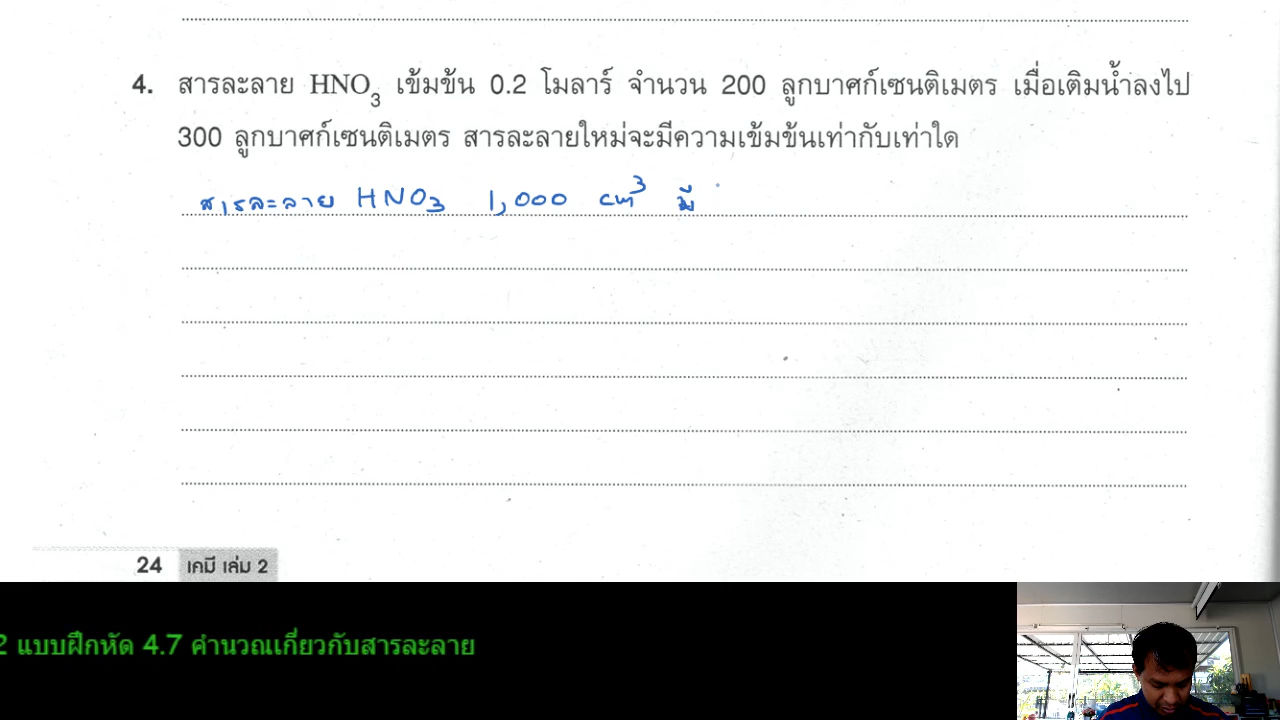 4. สารละลาย HNO₃ เข้มข้น 0.2 โมลาร์ จำนวน 200 ลูกบาศก์เซนติเมตร เมื่อเติมน้ำลงไป
300 ลูกบาศก์เซนติเมตร สารละลายใหม่จะมีความเข้มข้นเท่ากับเท่าใด
สารละลาย HNO₃ 1,000 cm³ มี
24 เคมี เล่ม 2
2 แบบฝึกหัด 4.7 คำนวณเกี่ยวกับสารละลาย